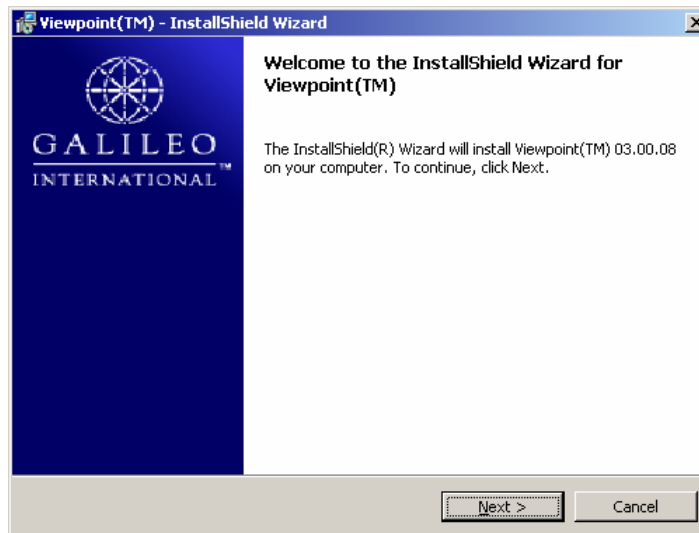 Viewpoint(TM) - InstallShield Wizard
GALILEO
INTERNATIONAL™
Welcome to the InstallShield Wizard for
Viewpoint(TM)
The InstallShield(R) Wizard will install Viewpoint(TM) 03.00.08
on your computer. To continue, click Next.
Next >
Cancel